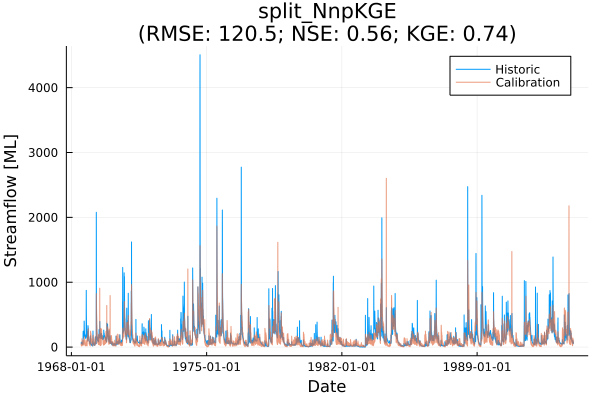 split_NnpKGE
(RMSE: 120.5; NSE: 0.56; KGE: 0.74)
Historic
Calibration
Streamflow [ML]
4000
3000
2000
1000
0
1968-01-01 1975-01-01 1982-01-01 1989-01-01
Date